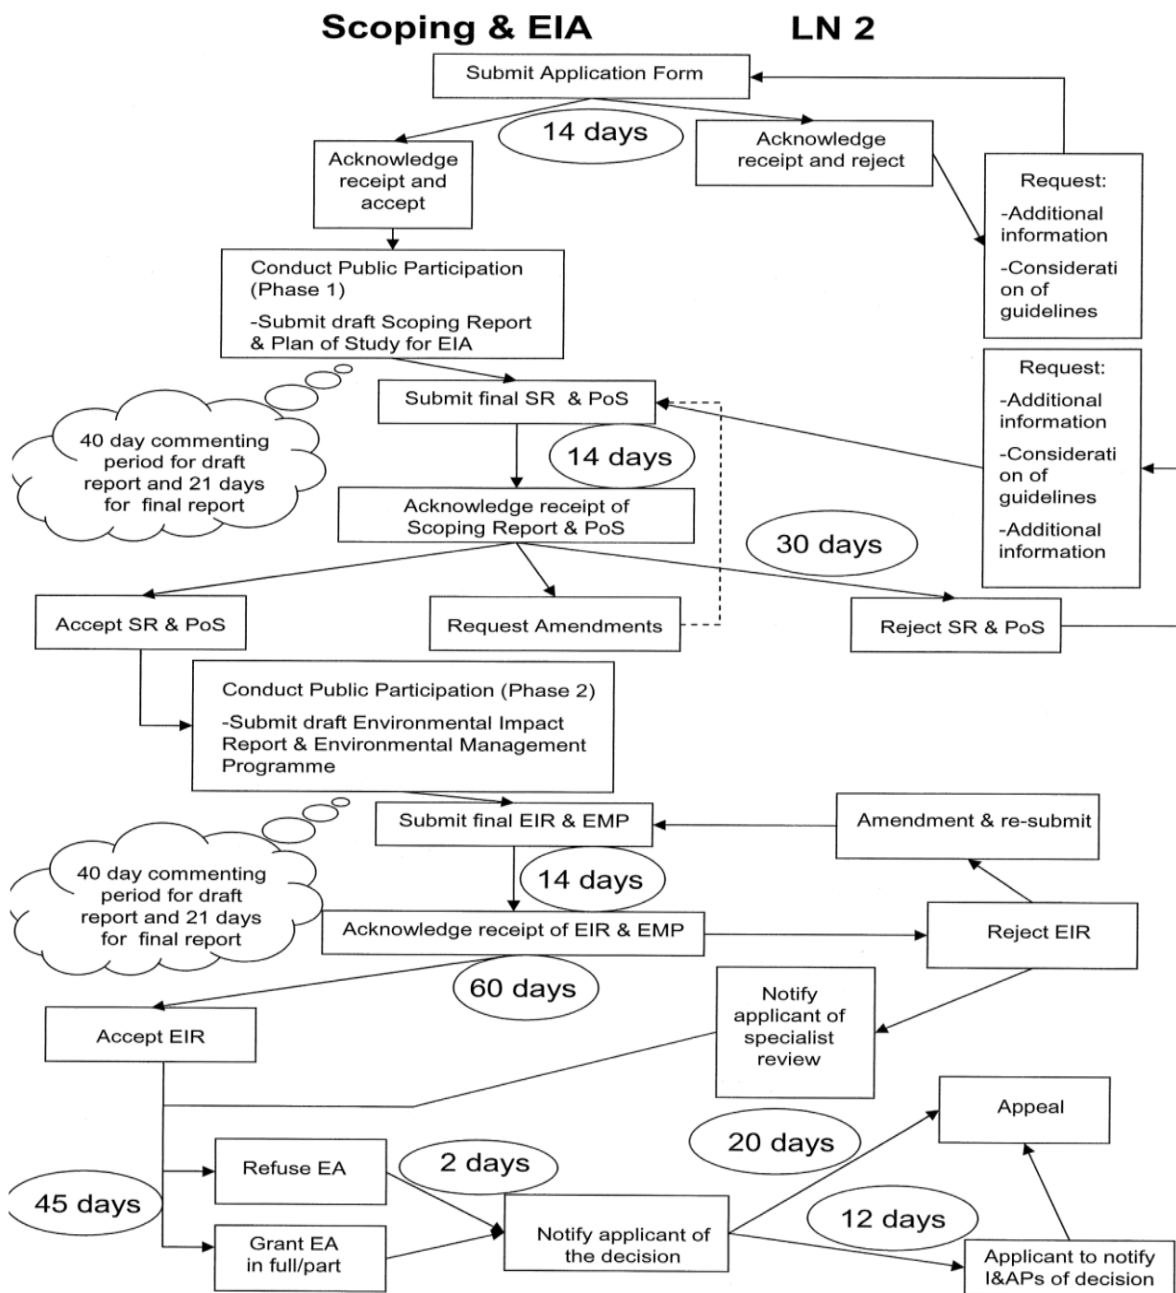 Scoping & EIA LN 2
Submit Application Form
14 days
Acknowledge
receipt and
accept
Acknowledge
receipt and reject
Request:
-Additional
information
-Considerati
on of
guidelines
Conduct Public Participation
(Phase 1)
-Submit draft Scoping Report
& Plan of Study for EIA
Submit final SR & PoS
40 day commenting
period for draft
report and 21 days
for final report
14 days
Request:
-Additional
information
-Considerati
on of
guidelines
-Additional
information
Acknowledge receipt of
Scoping Report & PoS
30 days
Accept SR & PoS
Request Amendments
Reject SR & PoS
Conduct Public Participation (Phase 2)
-Submit draft Environmental Impact
Report & Environmental Management
Programme
Submit final EIR & EMP
Amendment & re-submit
40 day commenting
period for draft
report and 21 days
for final report
14 days
Acknowledge receipt of EIR & EMP
Reject EIR
60 days
Accept EIR
Notify
applicant of
specialist
review
Appeal
20 days
Refuse EA
2 days
45 days
Grant EA
in full/part
Notify applicant of
the decision
12 days
Applicant to notify
I&APs of decision